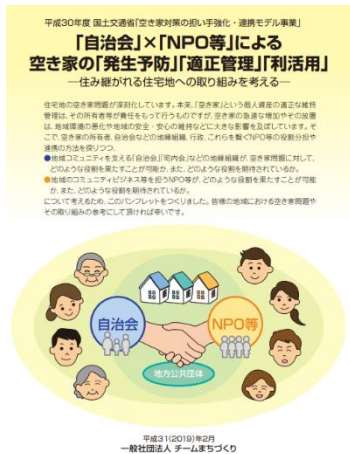 平成30年度 国土交通省「空き家対策の担い手強化・連携モデル事業」
「自治会」×「NPO等」による
空き家の「発生予防」「適正管理」「利活用」
―住み継がれる住宅地への取り組みを考える―
住宅地の空き家問題が深刻化しています。本来、「空き家」という個人資産の適正な維持
管理は、その所有者等が責任をもって行うものですが、空き家の急速な増加やその放置
は、地域環境の悪化や地域の安全・安心の維持などに大きな影響を及ぼしています。そ
こで、空き家の所有者、自治会などの地縁組織、行政、これらを繋ぐNPO等の役割分担や
連携の方法を探りつつ、
●地域コミュニティを支える「自治会」「町内会」などの地縁組織が、空き家問題に対して、
どのような役割を果たすことが可能か、また、どのような役割を期待されているか。
●地域のコミュニティビジネス等を担うNPO等が、どのような役割を果たすことが可能
か、また、どのような役割を期待されているか。
について考えるため、このパンフレットをつくりました。皆様の地域における空き家問題や
その取り組みの参考にして頂ければ幸いです。
自治会
NPO等
地方公共団体
平成31(2019)年2月
一般社団法人 チームまちづくり